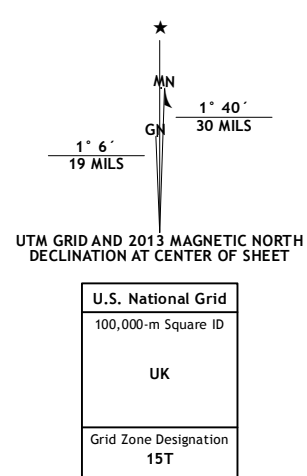 ★
MN
GN
1° 40´
30 MILS
1° 6´
19 MILS
UTM GRID AND 2013 MAGNETIC NORTH
DECLINATION AT CENTER OF SHEET
U.S. National Grid
100,000-m Square ID
UK
Grid Zone Designation
15T